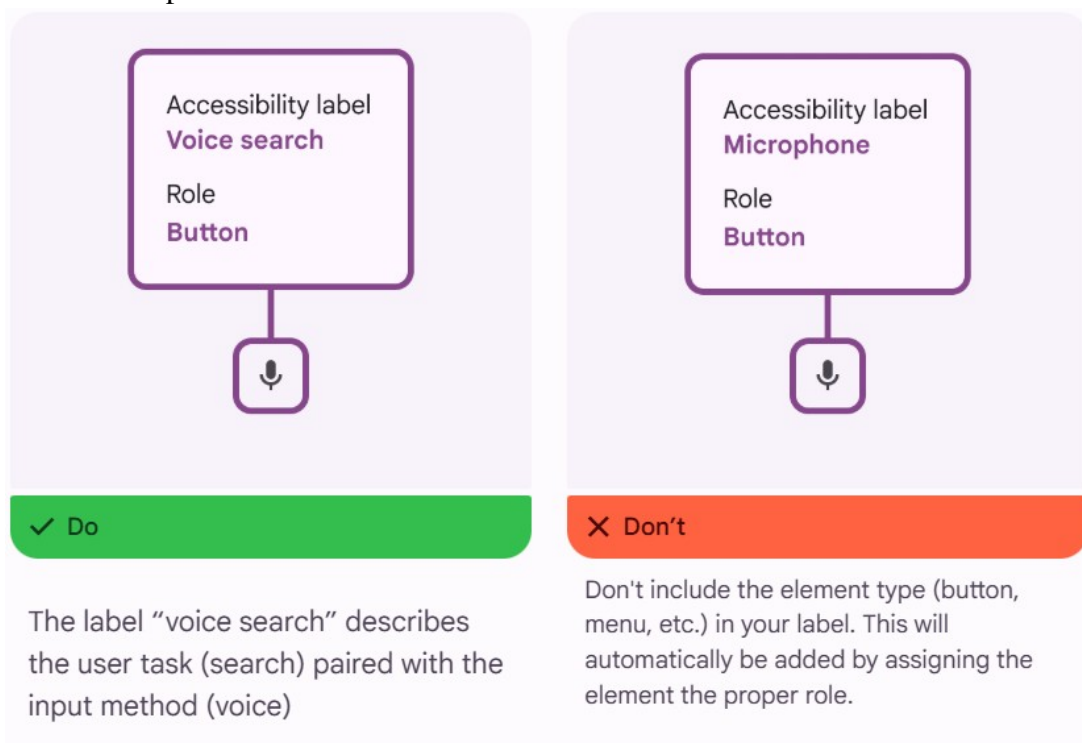 Accessibility label
Voice search
Role
Button
Do
The label “voice search” describes
the user task (search) paired with the
input method (voice)
Accessibility label
Microphone
Role
Button
Don’t
Don't include the element type (button,
menu, etc.) in your label. This will
automatically be added by assigning the
element the proper role.